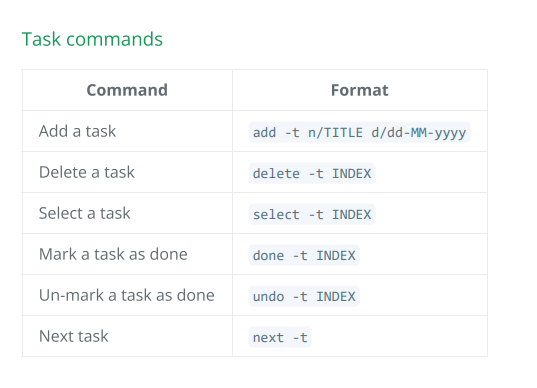 Task commands
Command Format
Add a task add -t n/TITLE d/dd-MM-yyyy
Delete a task delete -t INDEX
Select a task select -t INDEX
Mark a task as done done -t INDEX
Un-mark a task as done undo -t INDEX
Next task next -t